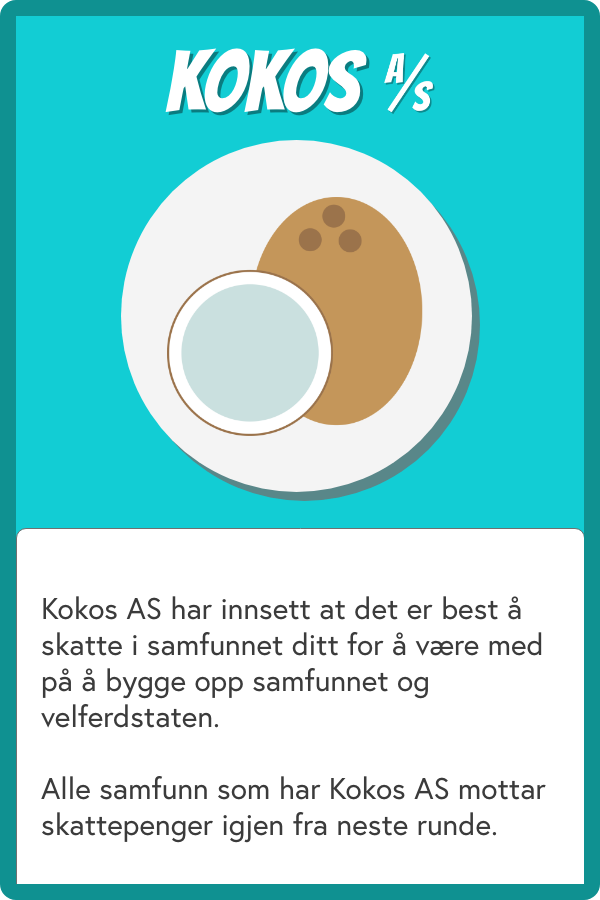 KOKOS A/S
Kokos AS har innsett at det er best å
skatte i samfunnet ditt for å være med
på å bygge opp samfunnet og
velferdstaten.
Alle samfunn som har Kokos AS mottar
skattepenger igjen fra neste runde.